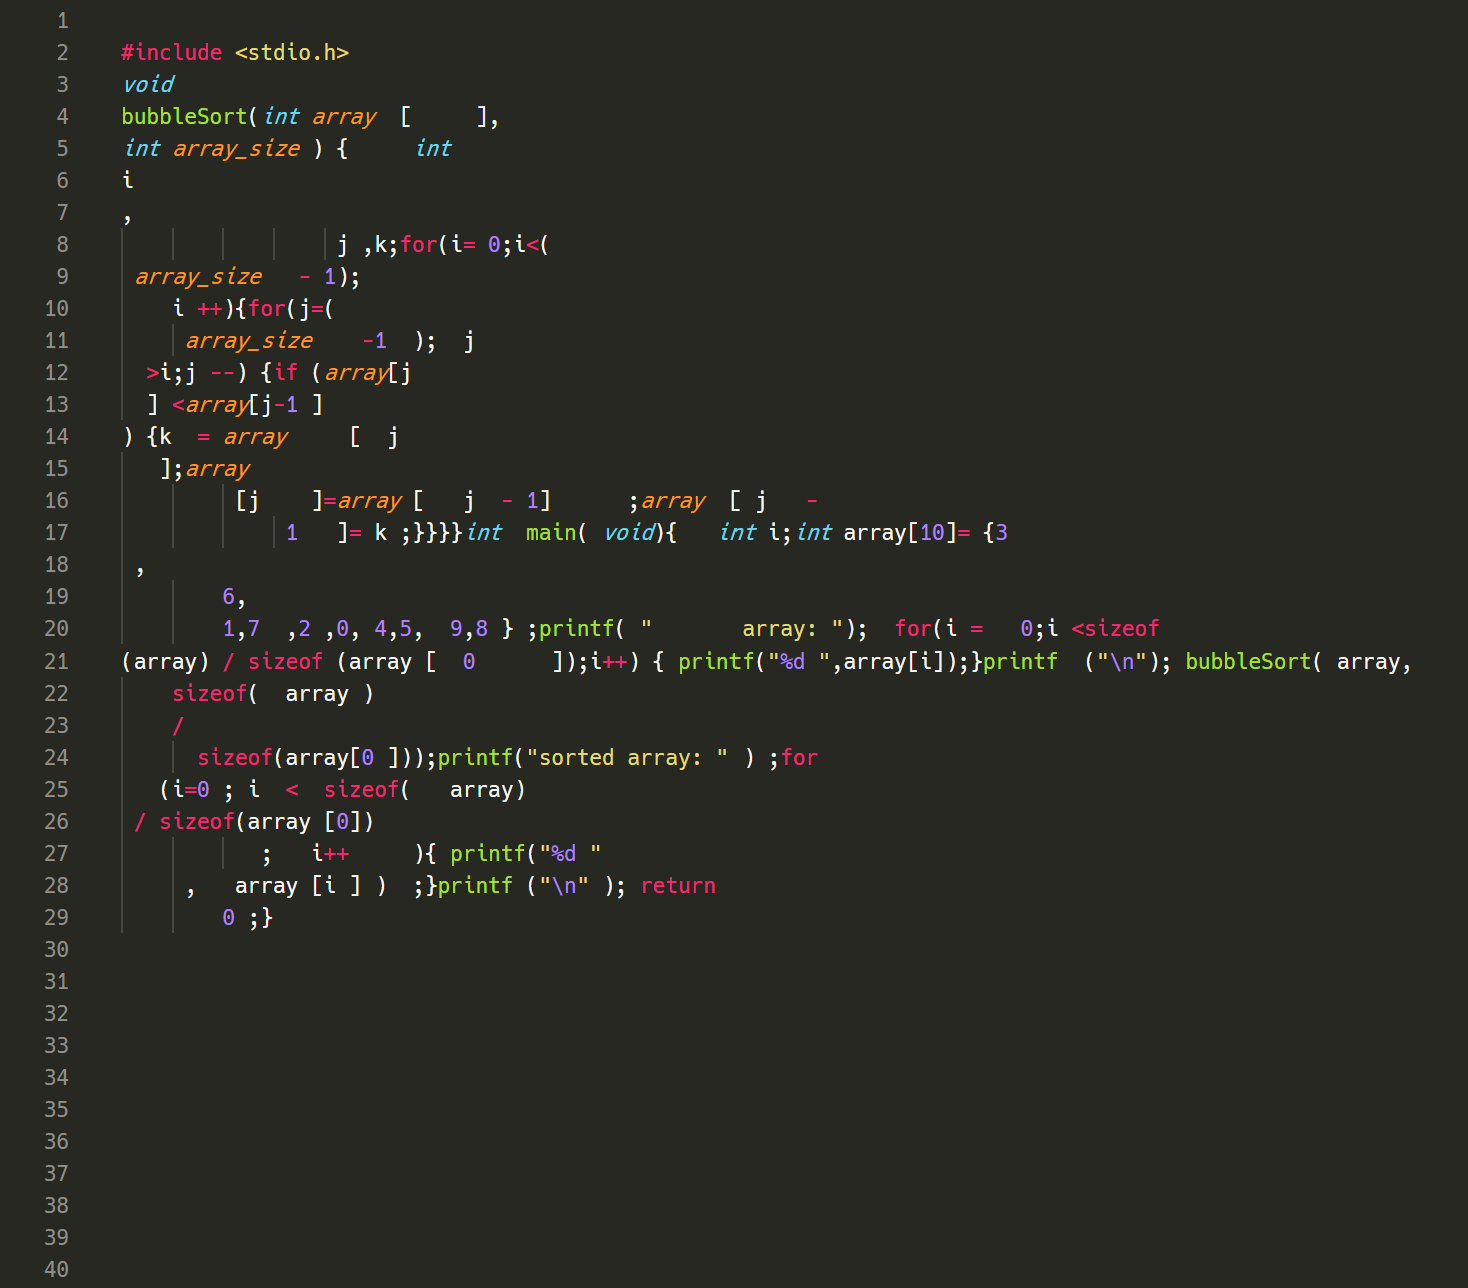 1
2 #include <stdio.h>
3 void
4 bubbleSort(int array  [     ],
5 int array_size ) {     int
6 i
7 ,
8                  j ,k;for(i= 0;i<(
9  array_size   - 1);
10     i ++){for(j=(
11      array_size    -1  );  j
12   >i;j --) {if (array[j
13   ] <array[j-1 ]
14 ) {k  = array     [  j
15    ];array
16          [j    ]=array [   j  - 1]      ;array  [ j   -
17              1   ]= k ;}}}}int  main( void){   int i;int array[10]= {3
18  ,
19         6,
20         1,7  ,2 ,0, 4,5,  9,8 } ;printf( "       array: ");  for(i =   0;i <sizeof
21 (array) / sizeof (array [  0      ]);i++) { printf("%d ",array[i]);}printf  ("\n"); bubbleSort( array,
22     sizeof(  array )
23     /
24       sizeof(array[0 ]));printf("sorted array: " ) ;for
25    (i=0 ; i  <  sizeof(   array)
26  / sizeof(array [0])
27            ;   i++     ){ printf("%d "
28      ,   array [i ] )  ;}printf ("\n" ); return
29         0 ;}
30
31
32
33
34
35
36
37
38
39
40